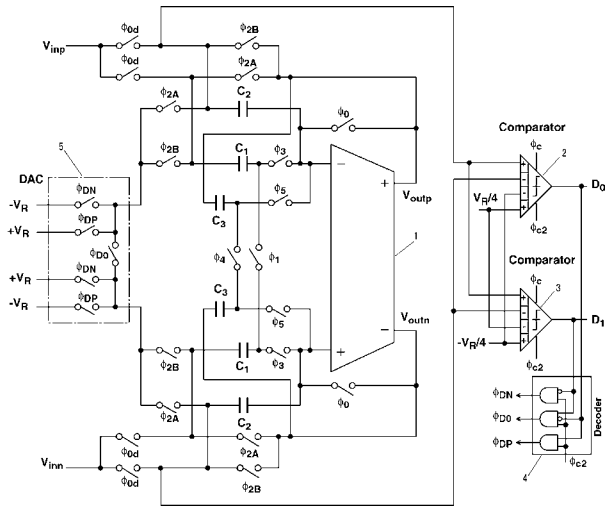 ϕ0d
ϕ2B
Vinp
ϕ0d
ϕ2A
ϕ2A
C2
ϕ0
5
ϕ2B
C1
ϕ3
−
Comparator
ϕc
2
DAC
ϕDN
-VR
ϕDP
+VR
ϕD0
ϕDN
+VR
ϕDP
-VR
C3
ϕ5
+
Voutp
VR/4
D0
ϕc2
ϕ4
ϕ1
1
Comparator
ϕc
3
C3
ϕ5
Voutn
−
D1
-VR/4
ϕc2
ϕ2B
C1
ϕ3
+
ϕ2A
C2
ϕ0
ϕDN
ϕD0
ϕDP
Decoder
4
ϕc2
ϕ0d
ϕ2A
Vinn
ϕ0d
ϕ2B